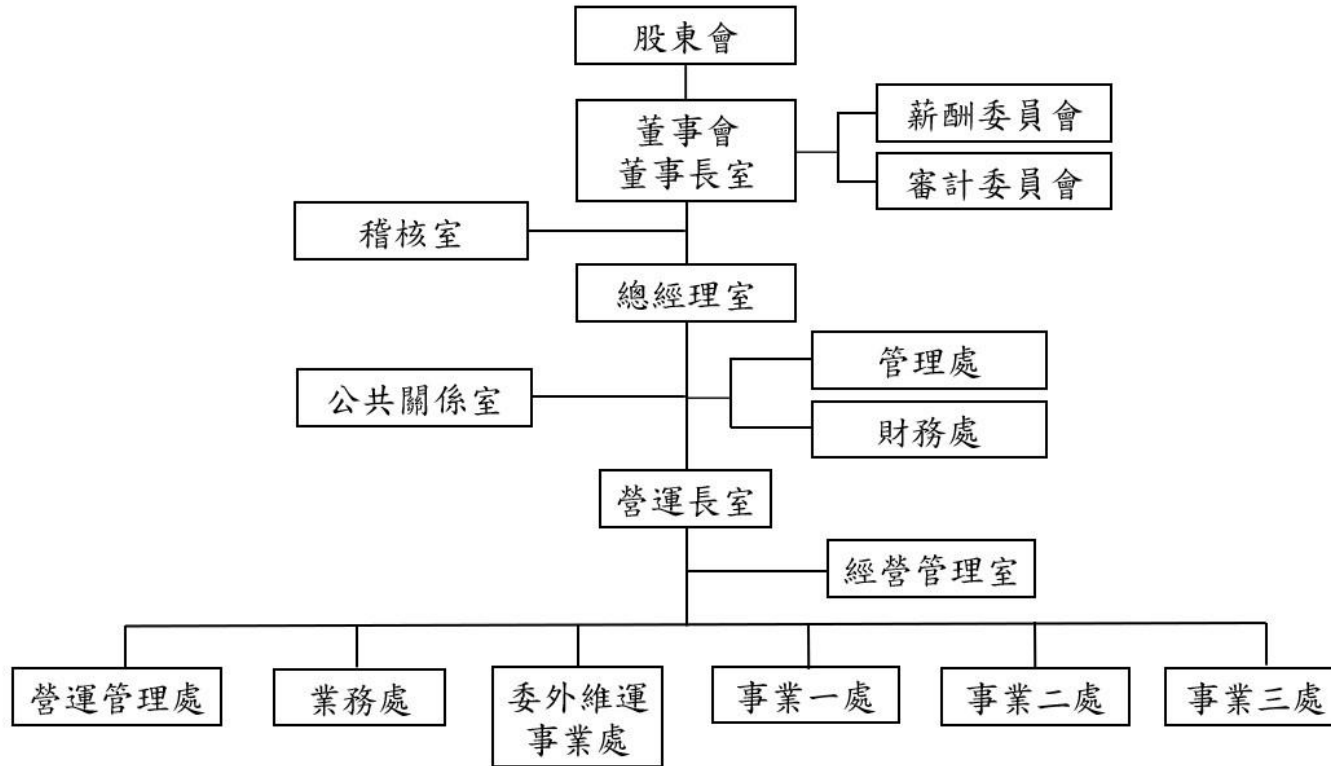 股東會
董事會
董事長室
薪酬委員會
審計委員會
稽核室
總經理室
管理處
公共關係室
財務處
營運長室
經營管理室
營運管理處
業務處
委外維運
事業處
事業一處
事業二處
事業三處